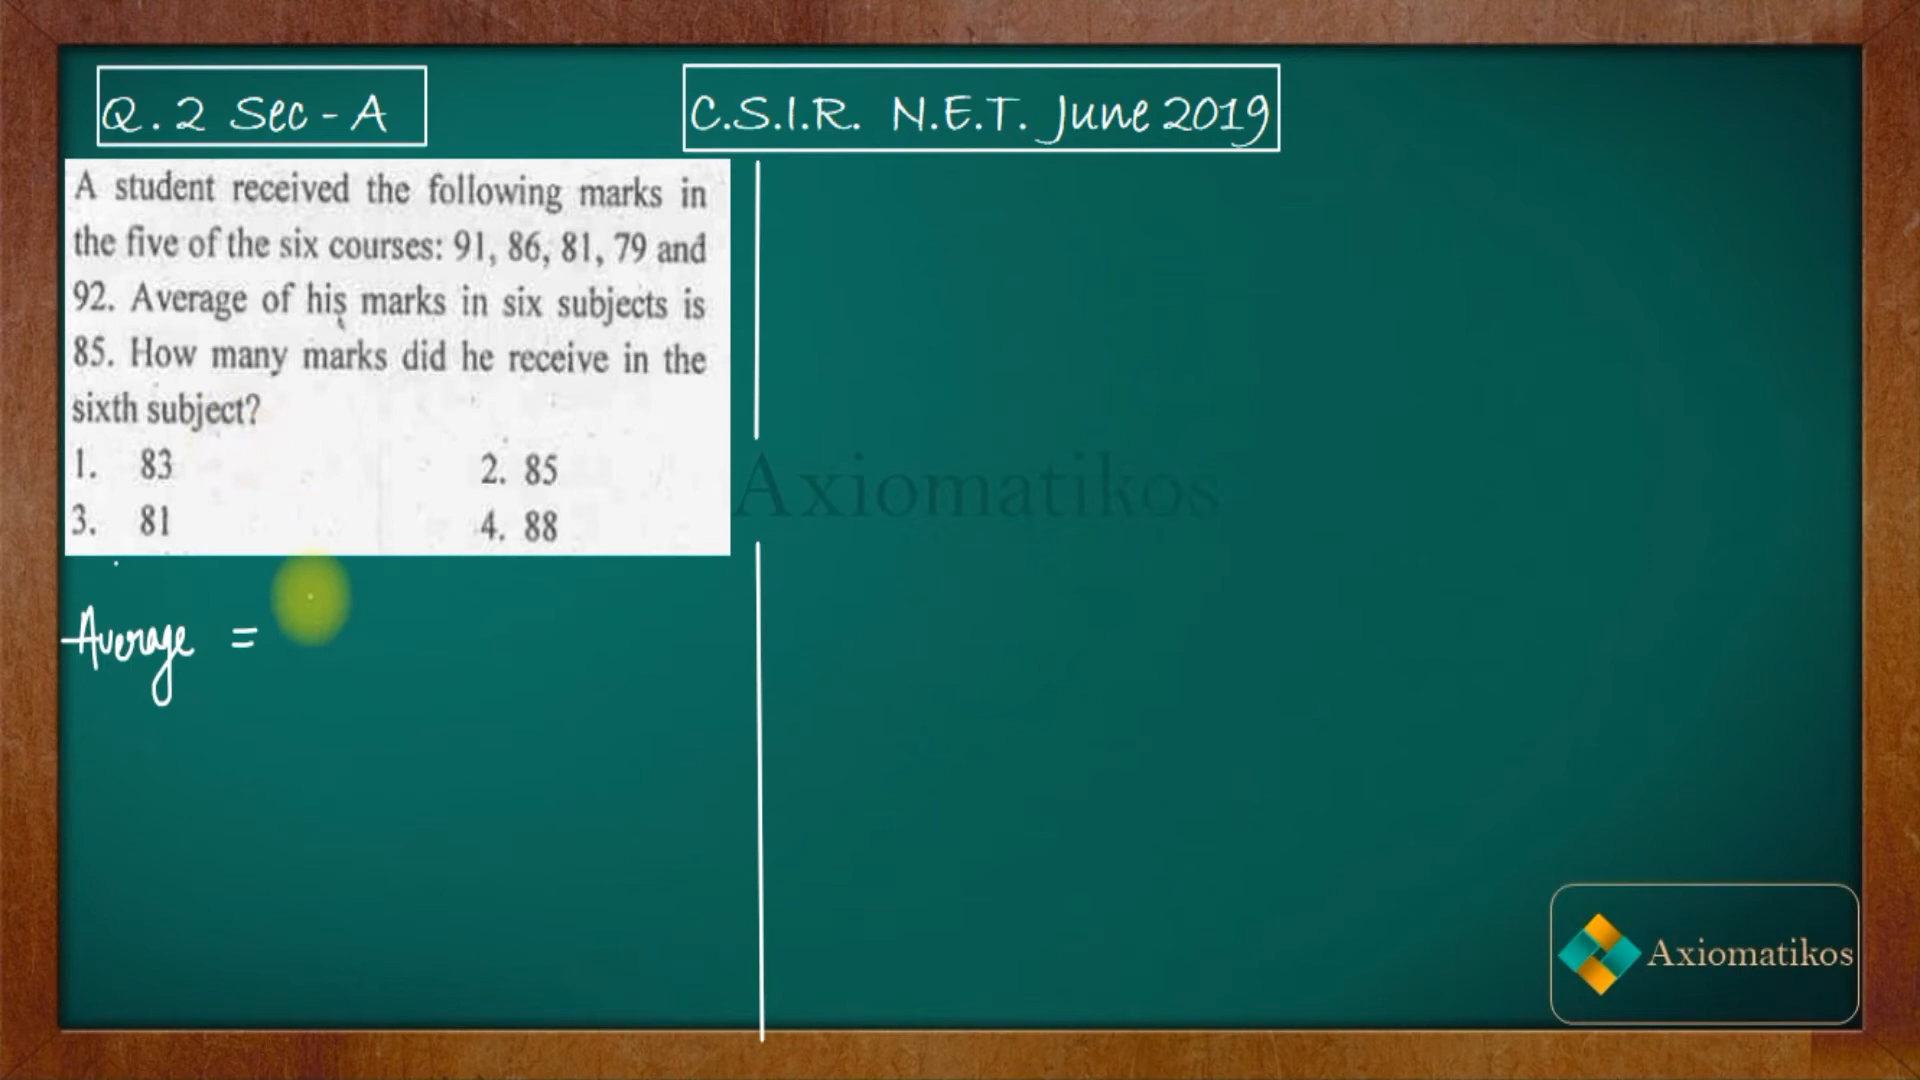 Q. 2 Sec - A
C.S.I.R. N.E.T. June 2019
A student received the following marks in
the five of the six courses: 91, 86, 81, 79 and
92. Average of his marks in six subjects is
85. How many marks did he receive in the
sixth subject?
1. 83 2. 85
3. 81 4. 88
Average =
Axiomatikos
Axiomatikos